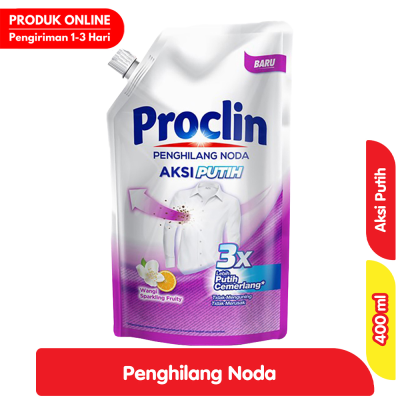 PRODUK ONLINE
Pengiriman 1-3 Hari
BARU
Proclin
PENGHILANG NODA
AKSI PUTIH
3X
Lebih
Putih
Cemerlang*
Tidak Menguning
Tidak Merusak
Wangi
Sparkling Fruity
Aksi Putih
400 ml
Penghilang Noda